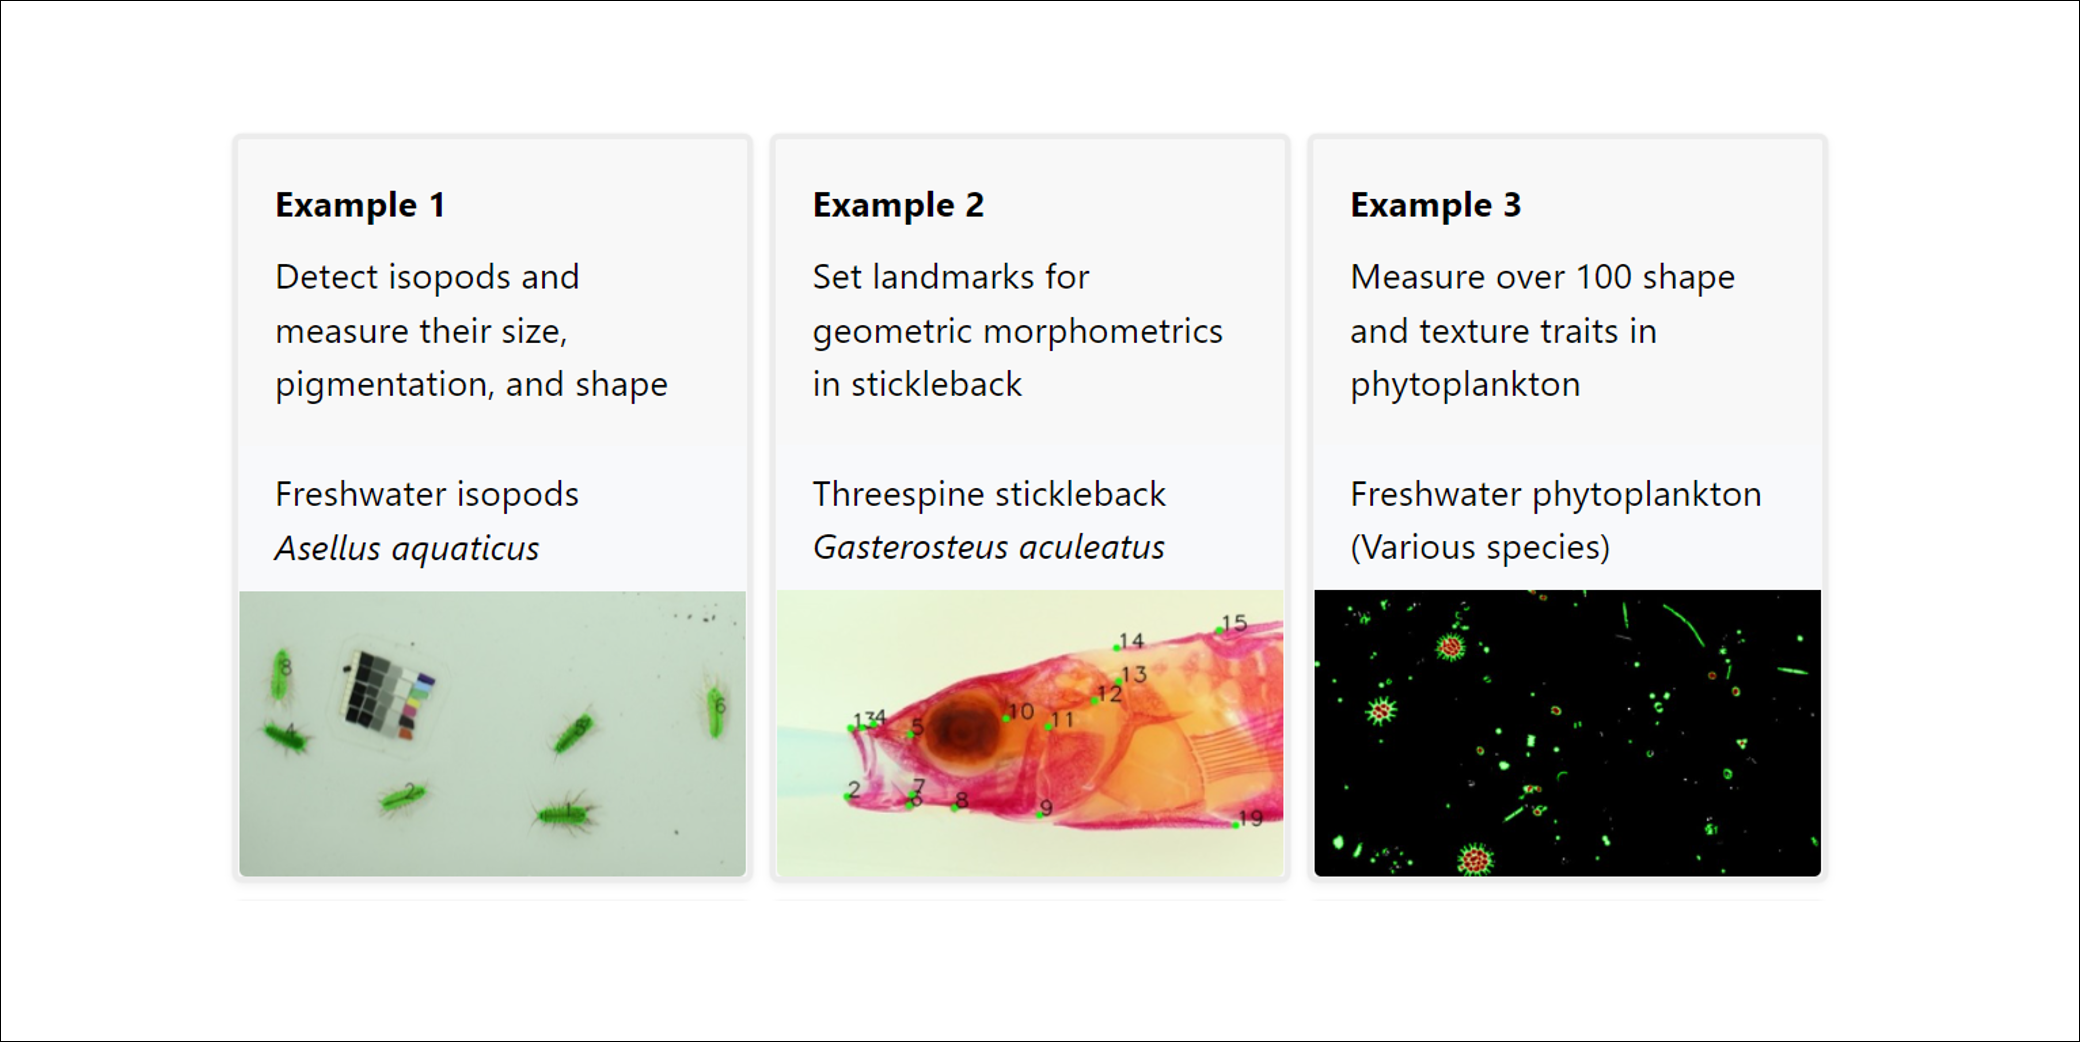 Example 1
Detect isopods and
measure their size,
pigmentation, and shape
Freshwater isopods
Asellus aquaticus
8
4
5
6
2
1
Example 2
Set landmarks for
geometric morphometrics
in stickleback
Threespine stickleback
Gasterosteus aculeatus
15
14
13
12
10
11
1
3
4
5
2
7
6
8
9
19
Example 3
Measure over 100 shape
and texture traits in
phytoplankton
Freshwater phytoplankton
(Various species)